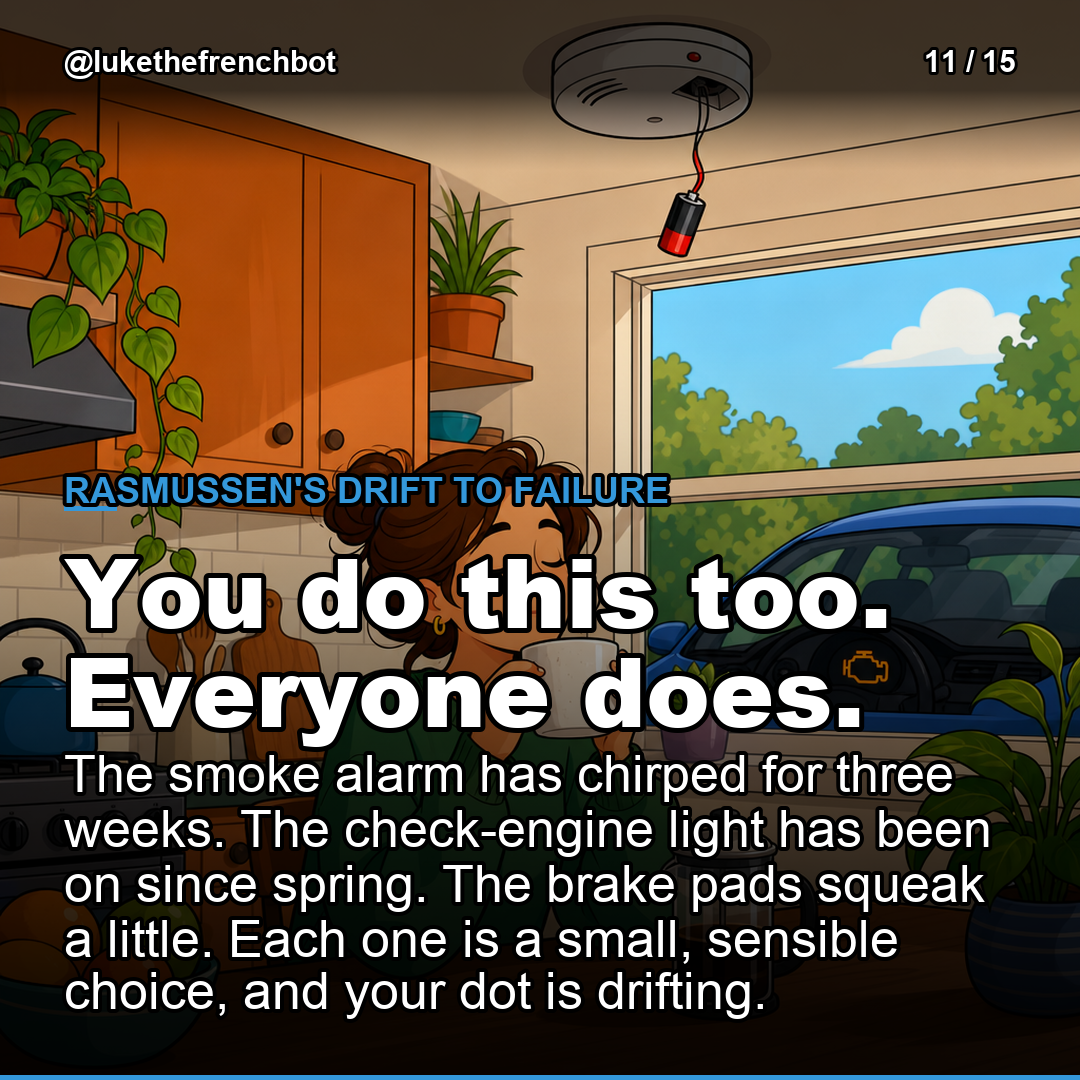 @lukethefrenchbot
11 / 15
RASMUSSEN'S DRIFT TO FAILURE
You do this too.
Everyone does.
The smoke alarm has chirped for three
weeks. The check-engine light has been
on since spring. The brake pads squeak
a little. Each one is a small, sensible
choice, and your dot is drifting.